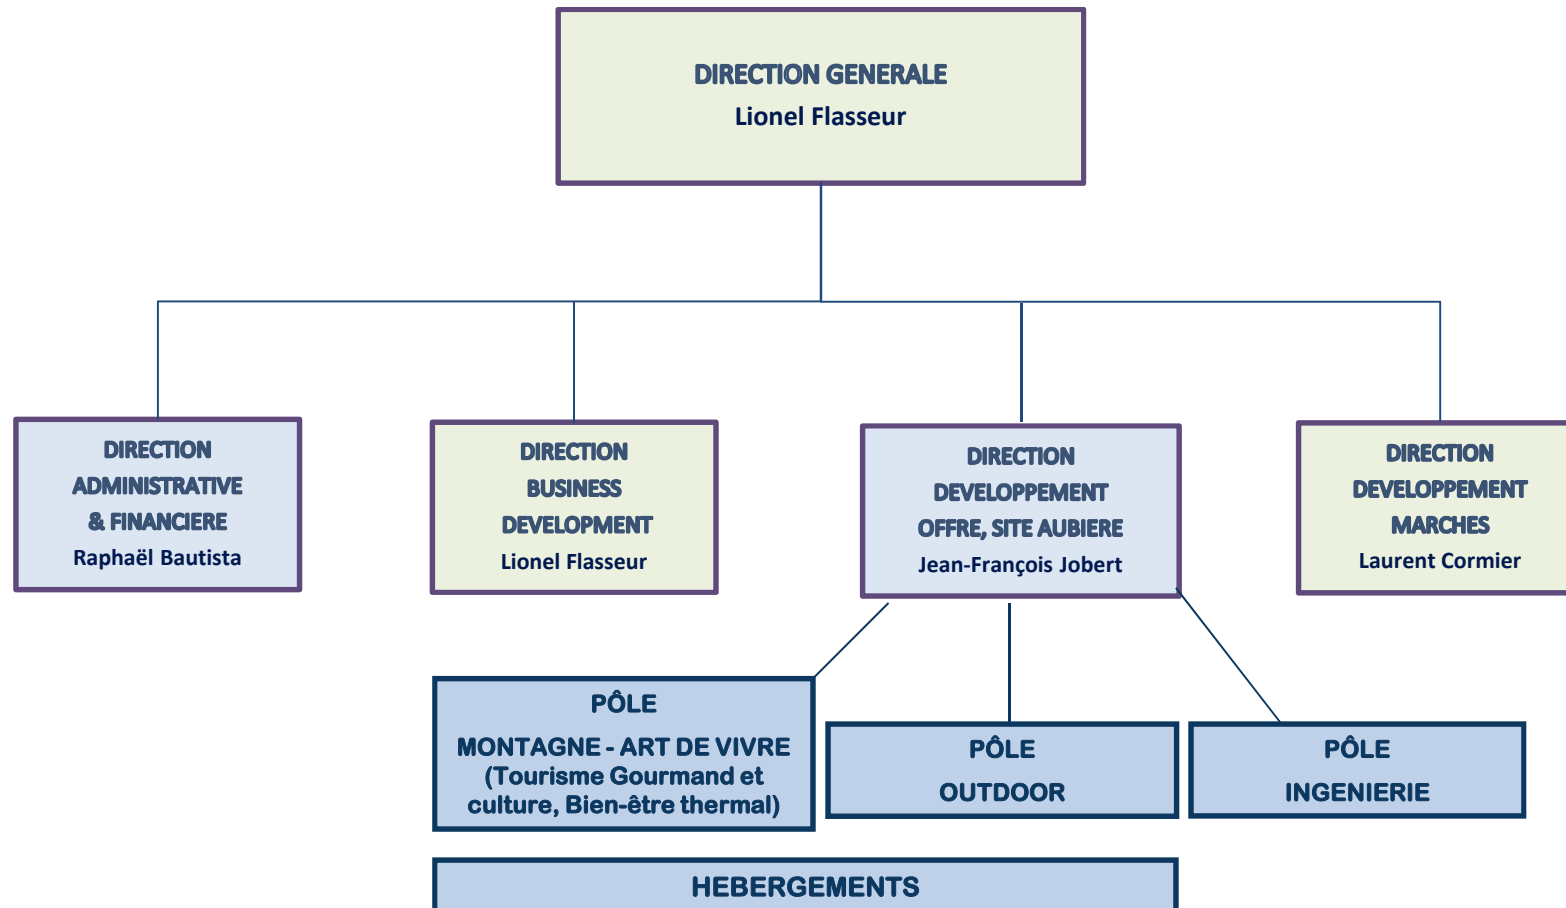 DIRECTION GENERALE
Lionel Flasseur
DIRECTION
ADMINISTRATIVE
& FINANCIERE
Raphaël Bautista
DIRECTION
BUSINESS
DEVELOPMENT
Lionel Flasseur
DIRECTION
DEVELOPPEMENT
OFFRE, SITE AUBIERE
Jean-François Jobert
DIRECTION
DEVELOPPEMENT
MARCHES
Laurent Cormier
PÔLE
MONTAGNE - ART DE VIVRE
(Tourisme Gourmand et
culture, Bien-être thermal)
PÔLE
OUTDOOR
PÔLE
INGENIERIE
HEBERGEMENTS